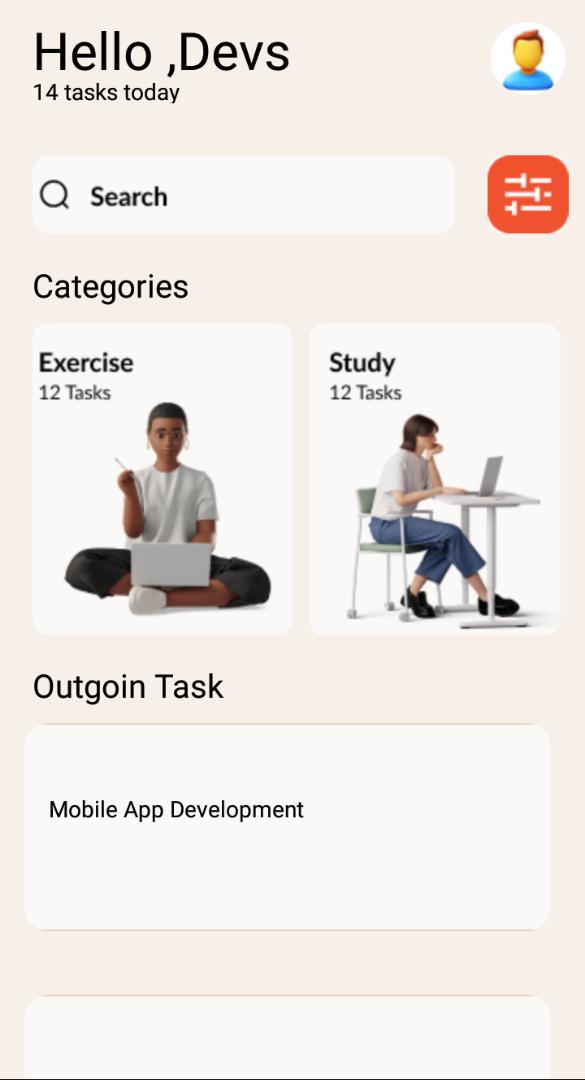 Hello ,Devs
14 tasks today
Search
Categories
Exercise
12 Tasks
Study
12 Tasks
Outgoin Task
Mobile App Development